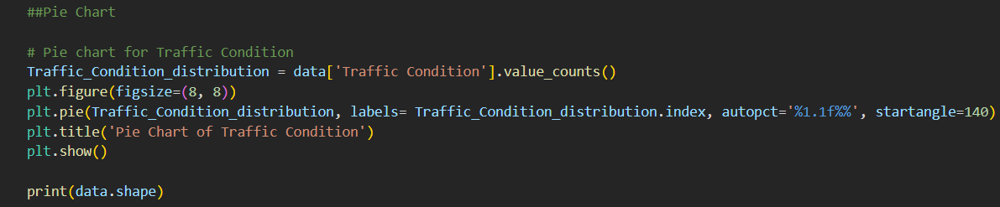 ##Pie Chart
# Pie chart for Traffic Condition
Traffic_Condition_distribution = data['Traffic Condition'].value_counts()
plt.figure(figsize=(8, 8))
plt.pie(Traffic_Condition_distribution, labels= Traffic_Condition_distribution.index, autopct='%1.1f%%', startangle=140)
plt.title('Pie Chart of Traffic Condition')
plt.show()
print(data.shape)